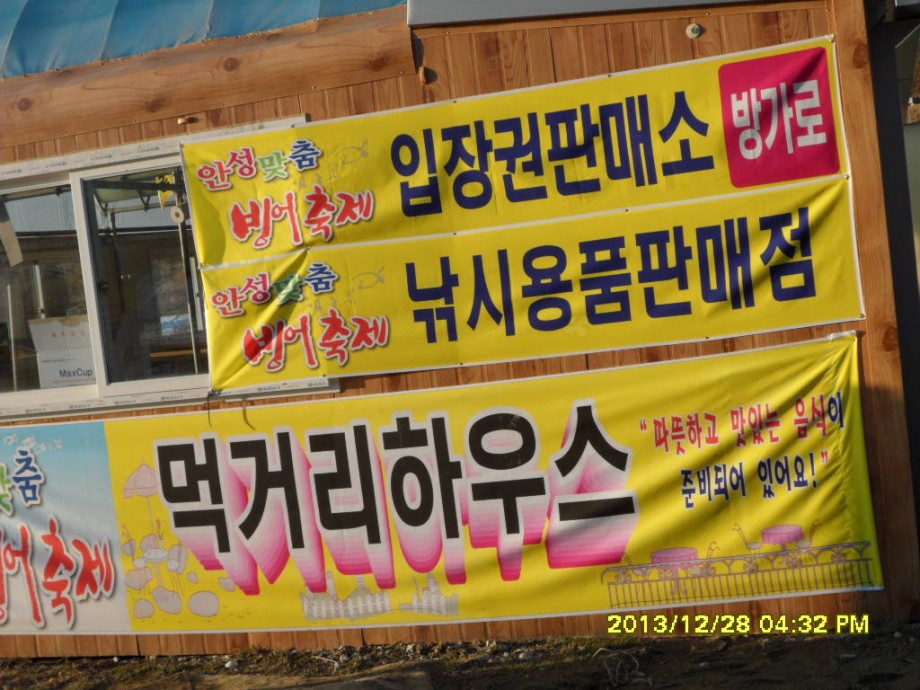 안성맞춤
빙어축제
입장권판매소
방가로
안성맞춤
빙어축제
낚시용품판매점
MaxCup
맞춤
빙어축제
먹거리하우스
"따뜻하고 맛있는 음식이
준비되어 있어요!"
2013/12/28 04:32 PM